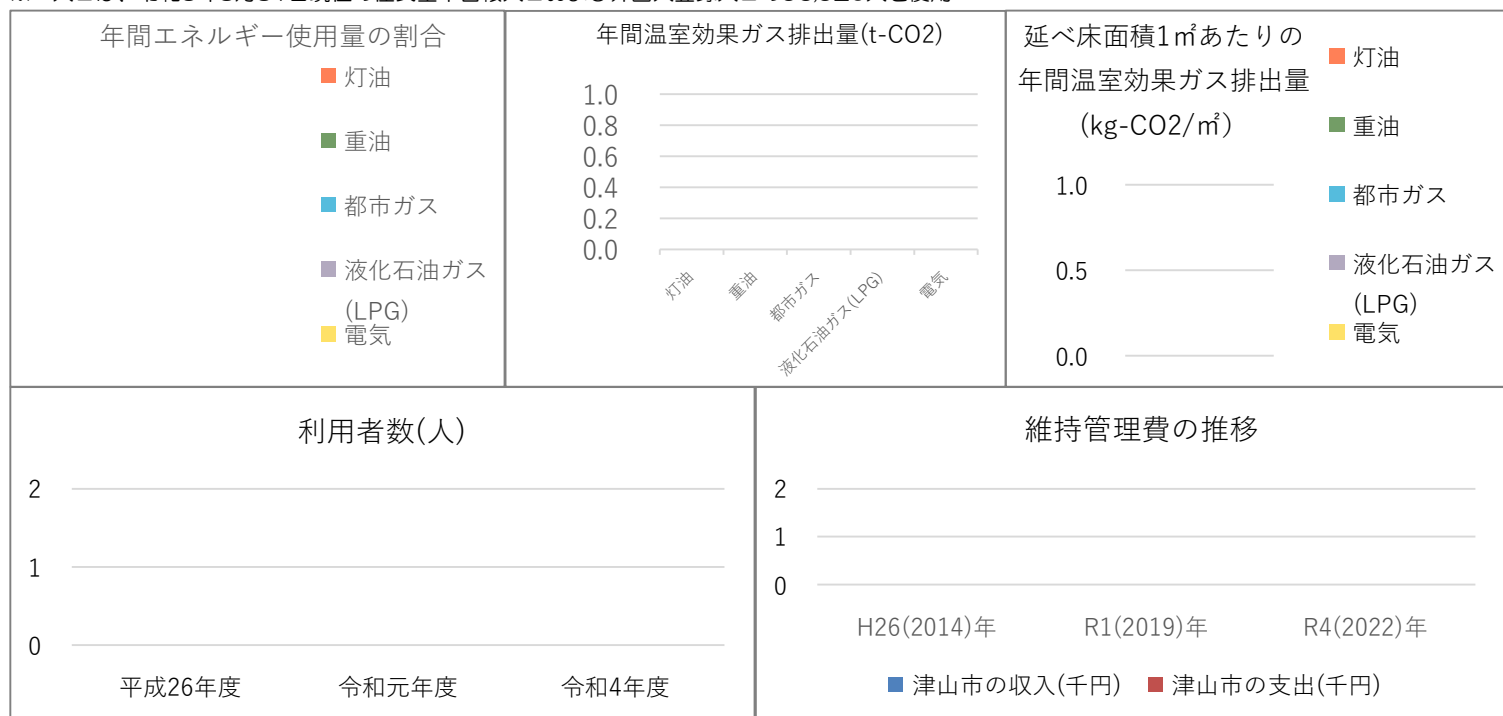 年間エネルギー使用量の割合
灯油
重油
都市ガス
液化石油ガス
(LPG)
電気
年間温室効果ガス排出量(t-CO2)
1.0
0.8
0.6
0.4
0.2
0.0
灯油
重油
都市ガス
液化石油ガス(LPG)
電気
延べ床面積1㎡あたりの
年間温室効果ガス排出量
(kg-CO2/㎡)
1.0
0.5
0.0
灯油
重油
都市ガス
液化石油ガス
(LPG)
電気
利用者数(人)
2
1
0
平成26年度
令和元年度
令和4年度
維持管理費の推移
2
1
0
H26(2014)年
R1(2019)年
R4(2022)年
津山市の収入(千円)
津山市の支出(千円)